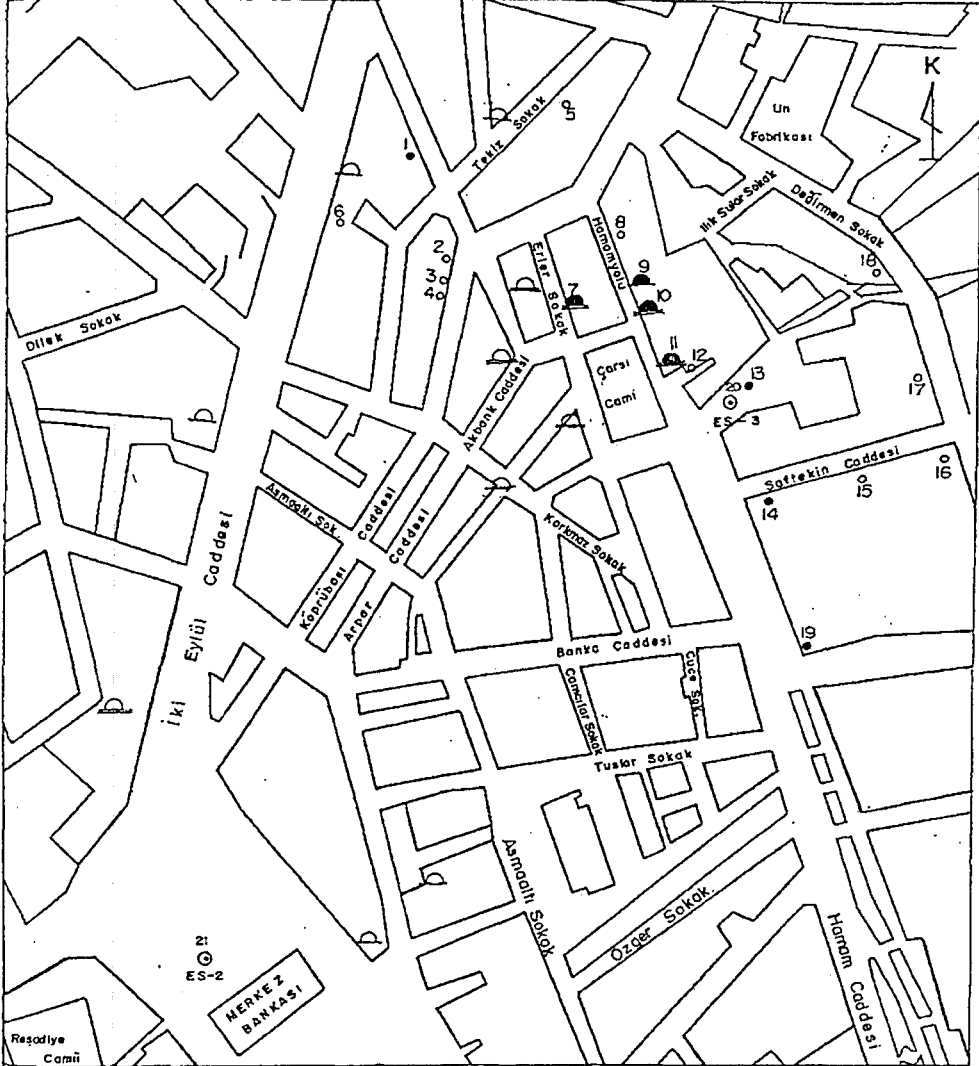 K
Un
Fabrikası
5
Tekiz Sokak
1
Ilık Sular Sokak
Değirmen Sokak
6
2
3
4
Erler Sokak
Hamamyolu
8
18
9
7
10
Dilek Sokak
11
12
Çarşı
Cami
20
13
ES-3
17
Akbank Caddesi
Saftekin Caddesi
16
15
14
Asmaaltı Sok.
Caddesi
Caddesi
Korkmaz Sokak
Köprübaşı
Arpar
İki Eylül Caddesi
19
Banka Caddesi
Camcılar Sokak
Cüce Sok.
Tuslar Sokak
Asmaaltı Sokak
Özger Sokak.
Hamam Caddesi
21
ES-2
MERKEZ
BANKASI
Reşadiye
Camii